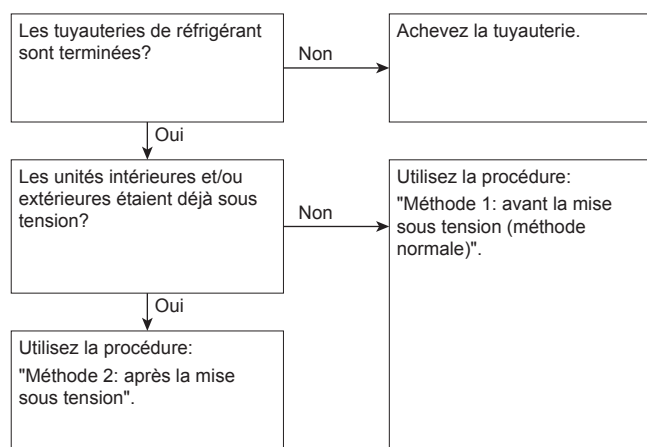 Les tuyauteries de réfrigérant
sont terminées?
Non
Achevez la tuyauterie.
Oui
Les unités intérieures et/ou
extérieures étaient déjà sous
tension?
Non
Utilisez la procédure:
"Méthode 1: avant la mise
sous tension (méthode
normale)".
Oui
Utilisez la procédure:
"Méthode 2: après la mise
sous tension".